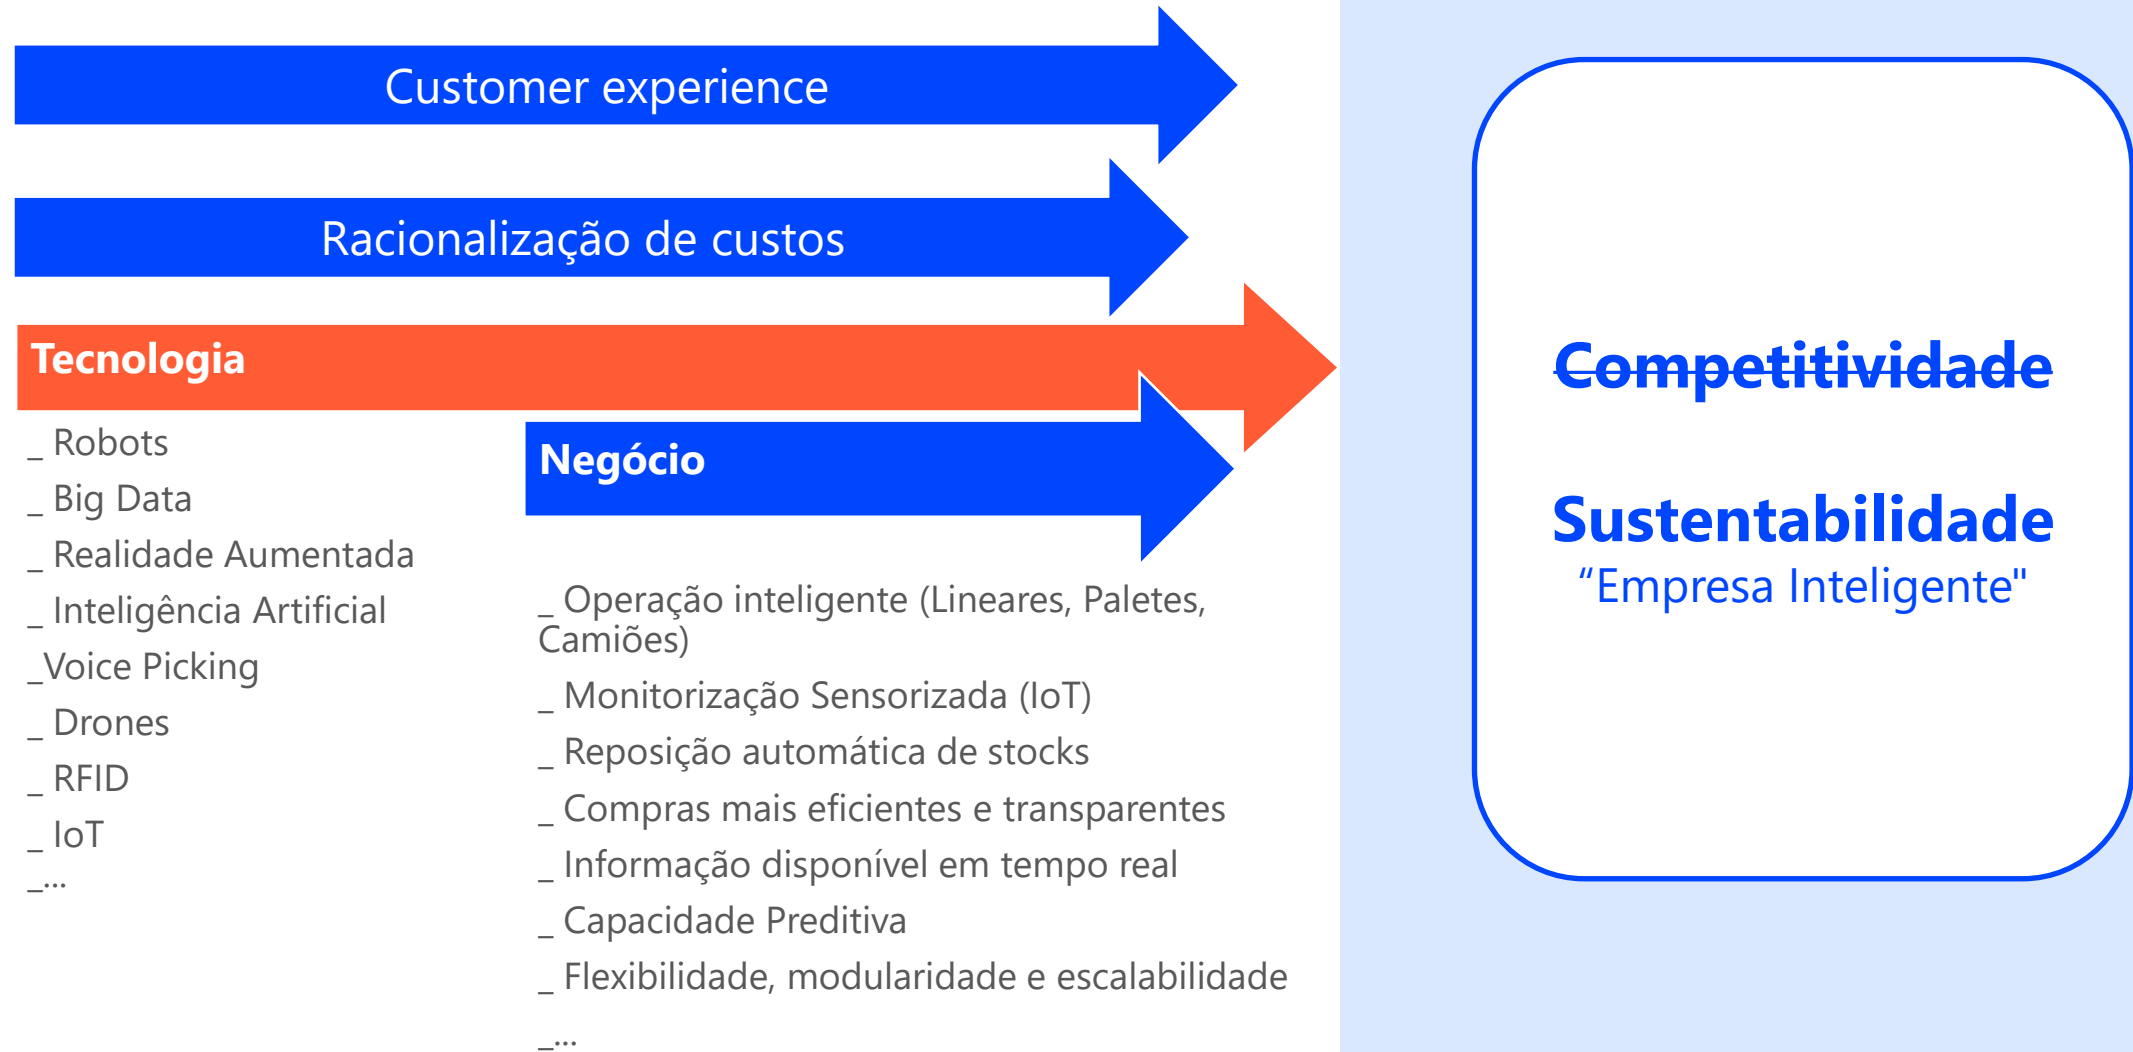 Customer experience
Racionalização de custos
Tecnologia
_ Robots
_ Big Data
_ Realidade Aumentada
_ Inteligência Artificial
_Voice Picking
_ Drones
_ RFID
_ IoT
_...
Negócio
_ Operação inteligente (Lineares, Paletes,
Camiões)
_ Monitorização Sensorizada (IoT)
_ Reposição automática de stocks
_ Compras mais eficientes e transparentes
_ Informação disponível em tempo real
_ Capacidade Preditiva
_ Flexibilidade, modularidade e escalabilidade
_...
Competitividade
Sustentabilidade
“Empresa Inteligente"